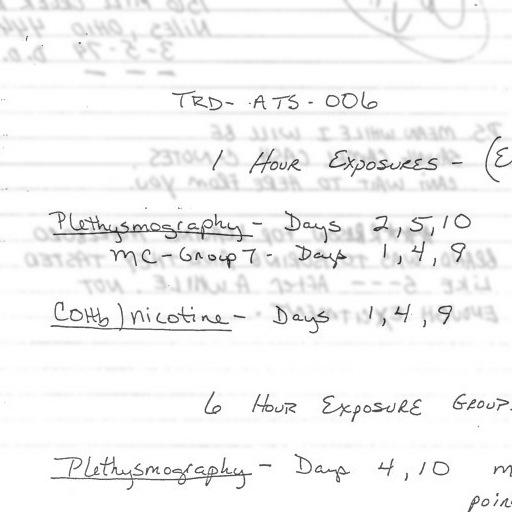 TRD- ATS- 006
1 Hour Exposures - (E
Plethysmography - Days 2, 5, 10
MC-Group 7 - Days 1, 4, 9
COHb/nicotine - Days 1, 4, 9
6 Hour Exposure Group
Plethysmography - Days 4, 10 m
poin